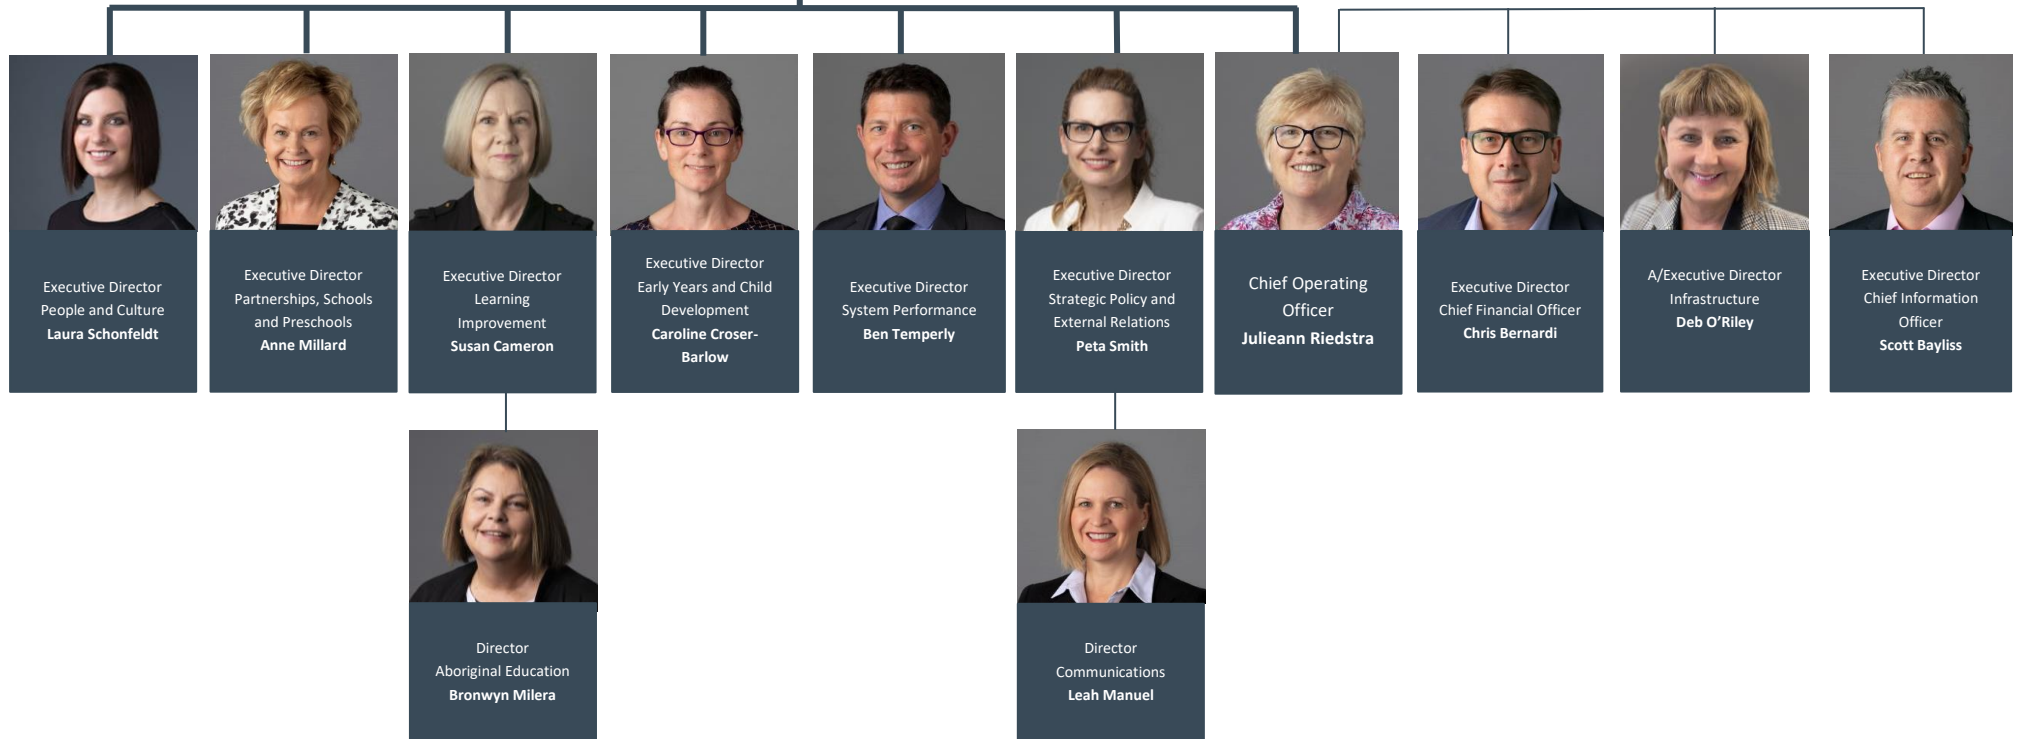 Executive Director
People and Culture
Laura Schonfeldt
Executive Director
Partnerships, Schools
and Preschools
Anne Millard
Executive Director
Learning
Improvement
Susan Cameron
Executive Director
Early Years and Child
Development
Caroline Croser-
Barlow
Executive Director
System Performance
Ben Temperly
Executive Director
Strategic Policy and
External Relations
Peta Smith
Chief Operating
Officer
Julieann Riedstra
Executive Director
Chief Financial Officer
Chris Bernardi
A/Executive Director
Infrastructure
Deb O’Riley
Executive Director
Chief Information
Officer
Scott Bayliss
Director
Aboriginal Education
Bronwyn Milera
Director
Communications
Leah Manuel